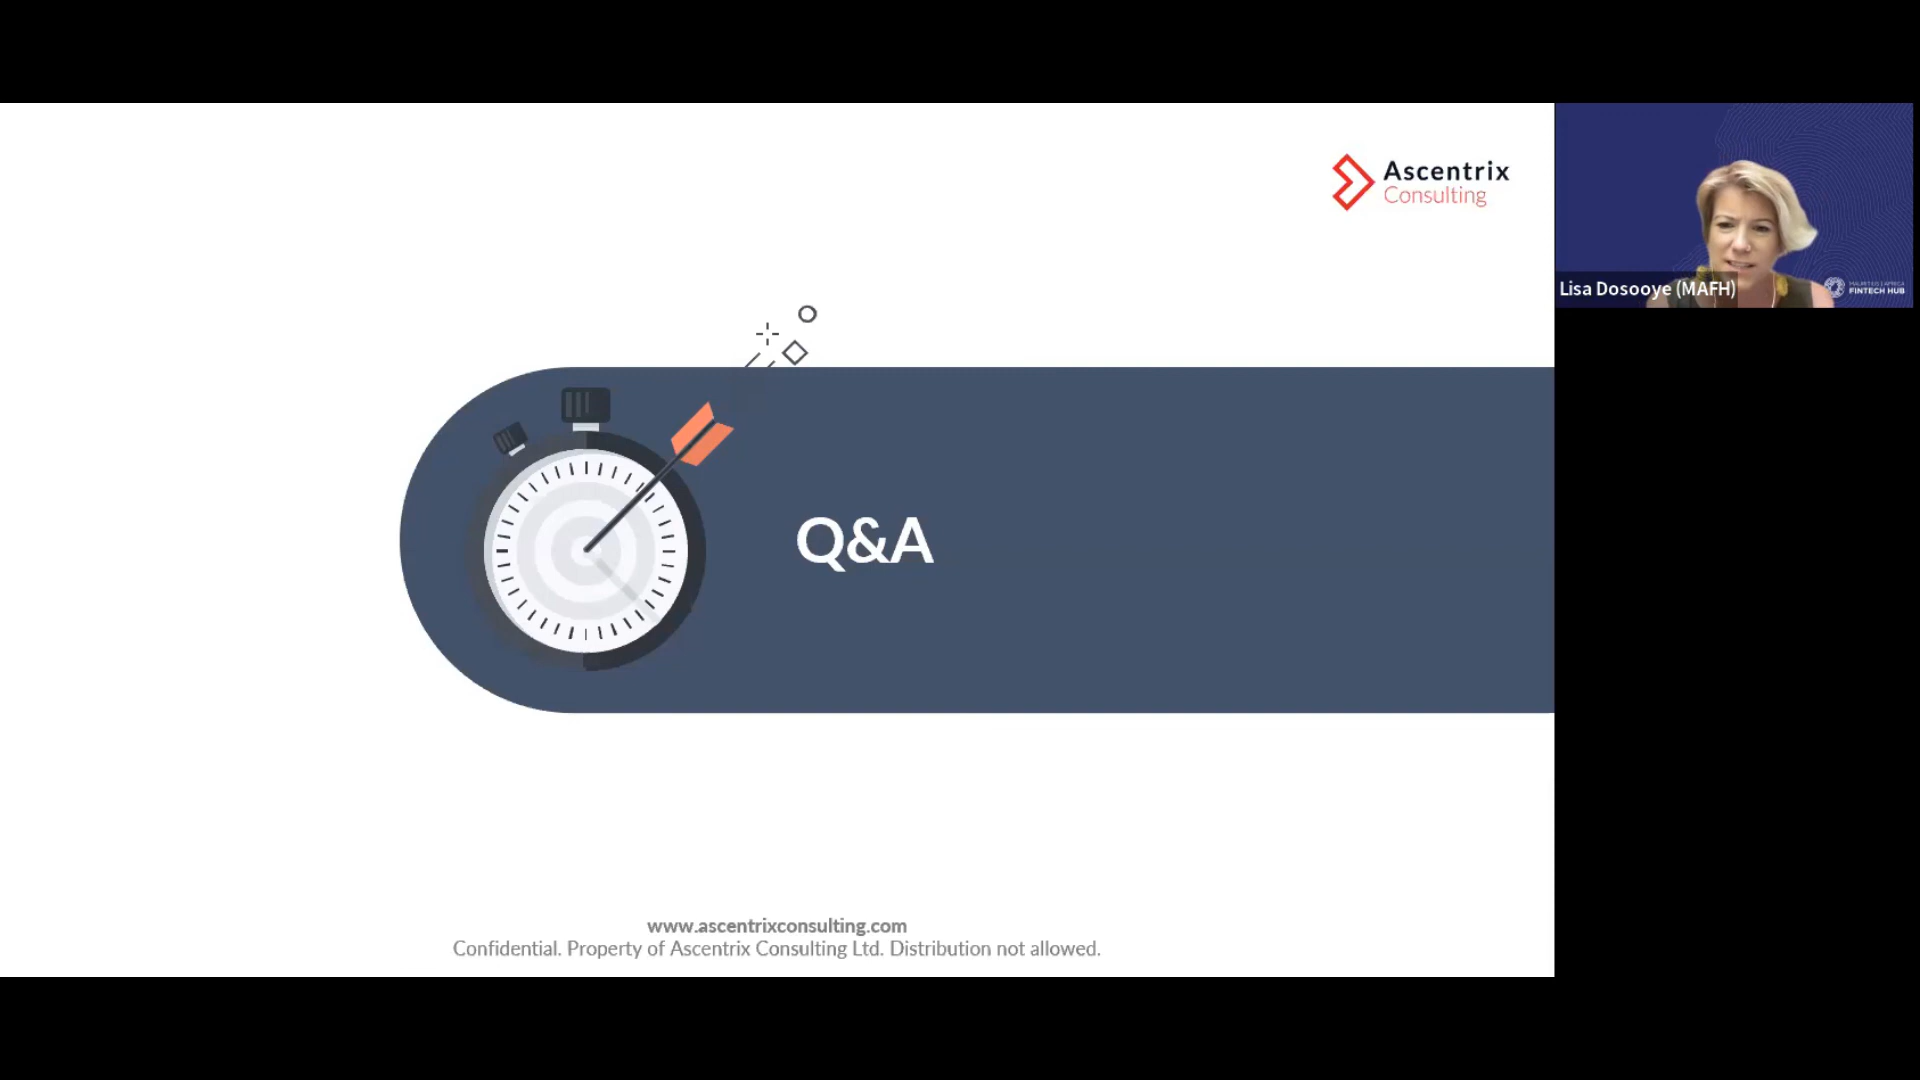 Ascentrix
Consulting
Q&A
www.ascentrixconsulting.com
Confidential. Property of Ascentrix Consulting Ltd. Distribution not allowed.
Lisa Dosooye (MAFH)
FINTECH HUB